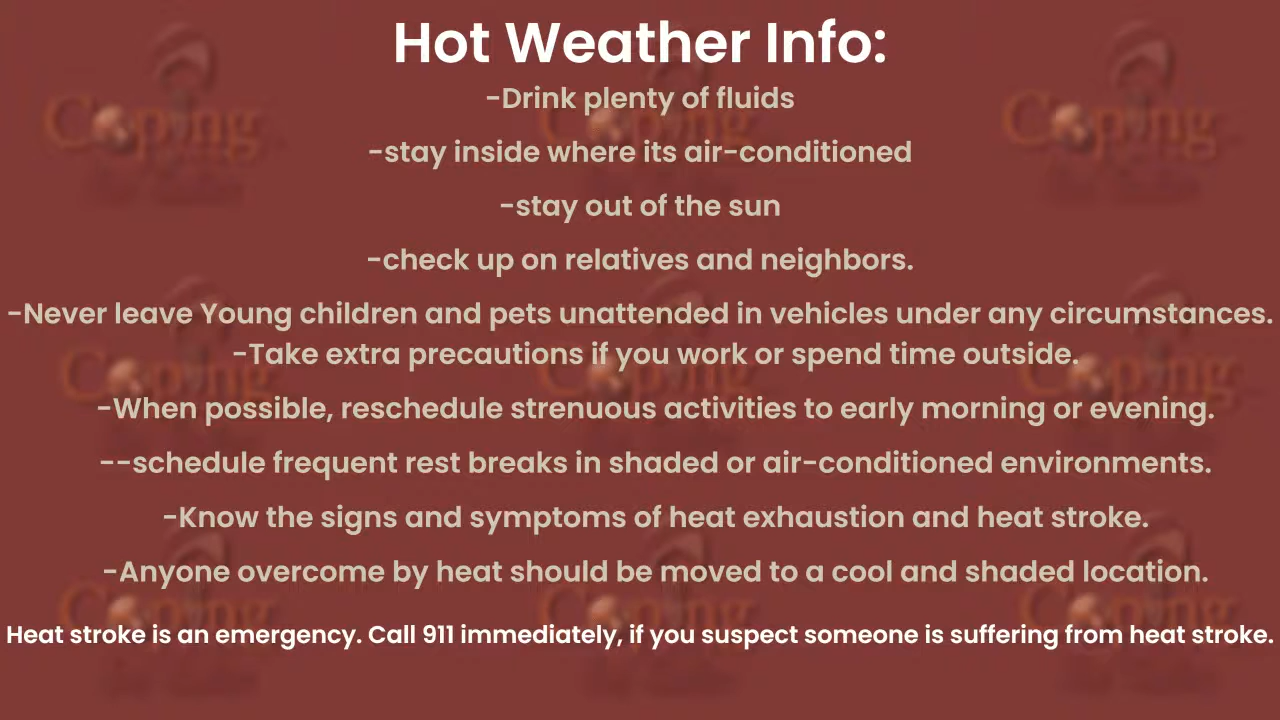 Hot Weather Info:
-Drink plenty of fluids
-stay inside where its air-conditioned
-stay out of the sun
-check up on relatives and neighbors.
-Never leave Young children and pets unattended in vehicles under any circumstances.
-Take extra precautions if you work or spend time outside.
-When possible, reschedule strenuous activities to early morning or evening.
--schedule frequent rest breaks in shaded or air-conditioned environments.
-Know the signs and symptoms of heat exhaustion and heat stroke.
-Anyone overcome by heat should be moved to a cool and shaded location.
Heat stroke is an emergency. Call 911 immediately, if you suspect someone is suffering from heat stroke.